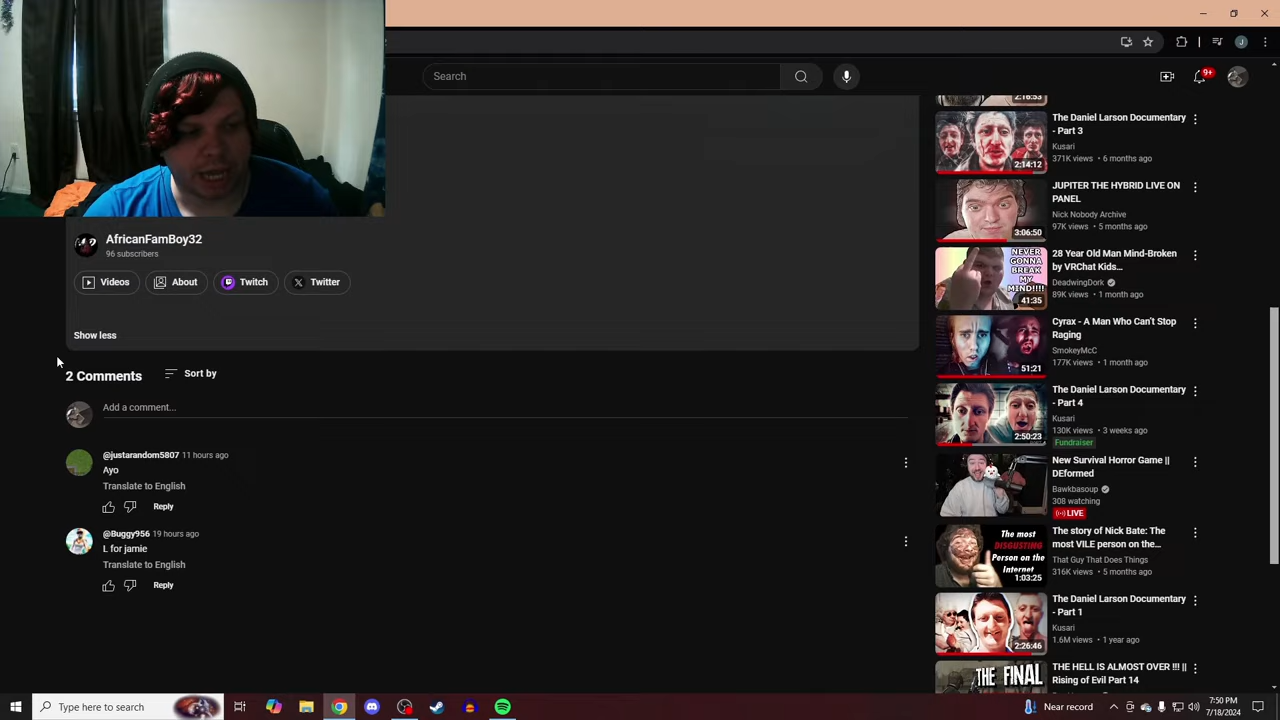 Search
9+
J
2:16:53
The Daniel Larson Documentary
- Part 3
Kusari
371K views • 6 months ago
2:14:12
JUPITER THE HYBRID LIVE ON
PANEL
Nick Nobody Archive
97K views • 5 months ago
3:06:50
AfricanFamBoy32
96 subscribers
Videos
About
Twitch
Twitter
Show less
NEVER
GONNA
BREAK
MY
MIND!!!!
41:35
28 Year Old Man Mind-Broken
by VRChat Kids...
DeadwingDork
89K views • 1 month ago
Cyrax - A Man Who Can't Stop
Raging
SmokeyMcC
177K views • 1 month ago
51:21
2 Comments
Sort by
Add a comment...
@justarandom5807 11 hours ago
Ayo
Translate to English
Reply
@Buggy956 19 hours ago
L for jamie
Translate to English
Reply
The Daniel Larson Documentary
- Part 4
Kusari
130K views • 3 weeks ago
Fundraiser
2:50:23
New Survival Horror Game ||
DEformed
Bawkbasoup
308 watching
LIVE
The most
DISGUSTING
Person on the
Internet
1:03:25
The story of Nick Bate: The
most VILE person on the...
That Guy That Does Things
316K views • 5 months ago
The Daniel Larson Documentary
- Part 1
Kusari
1.6M views • 1 year ago
2:26:46
THE FINAL
THE HELL IS ALMOST OVER !!! ||
Rising of Evil Part 14
Type here to search
Near record
7:50 PM
7/18/2024